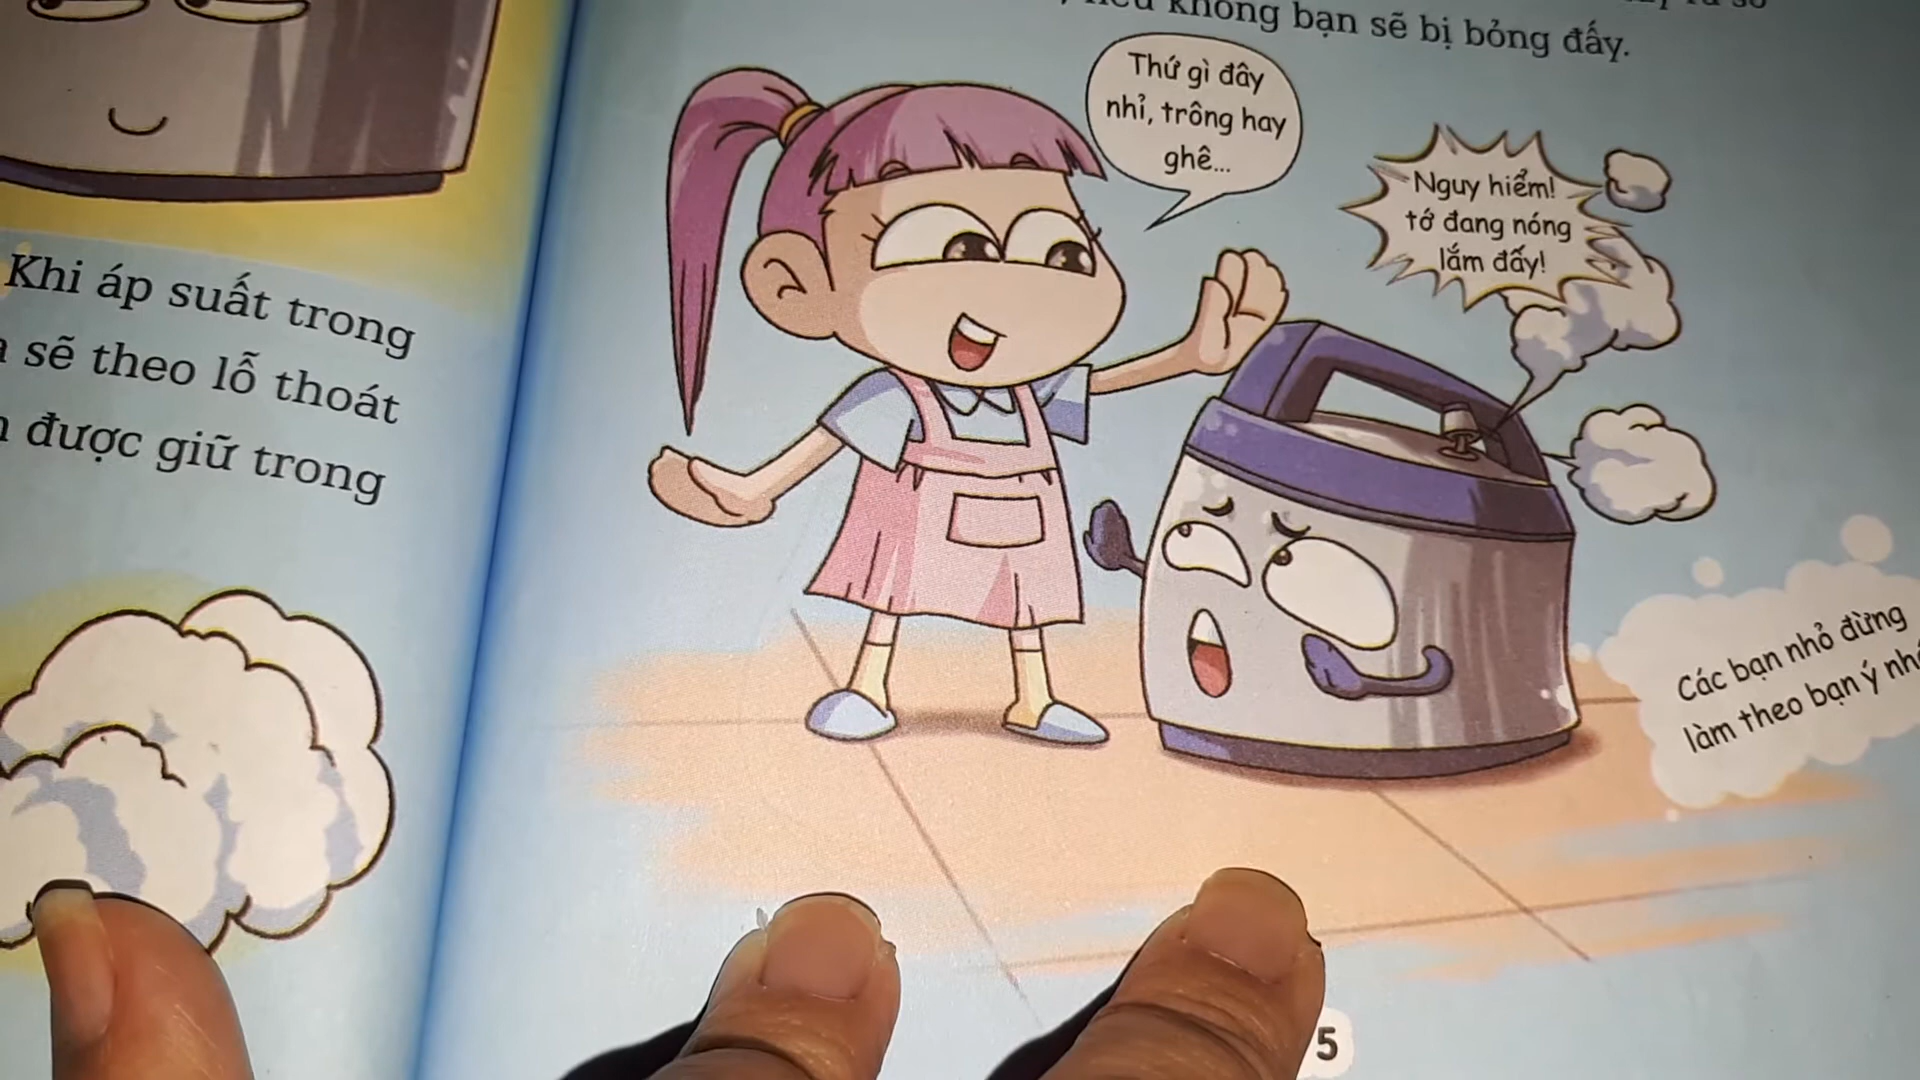 Khi áp suất trong
sẽ theo lỗ thoát
được giữ trong
không bạn sẽ bị bỏng đấy.
Thứ gì đây
nhỉ, trông hay
ghê...
Nguy hiểm!
tớ đang nóng
lắm đấy!
Các bạn nhỏ đừng
làm theo bạn ý
5